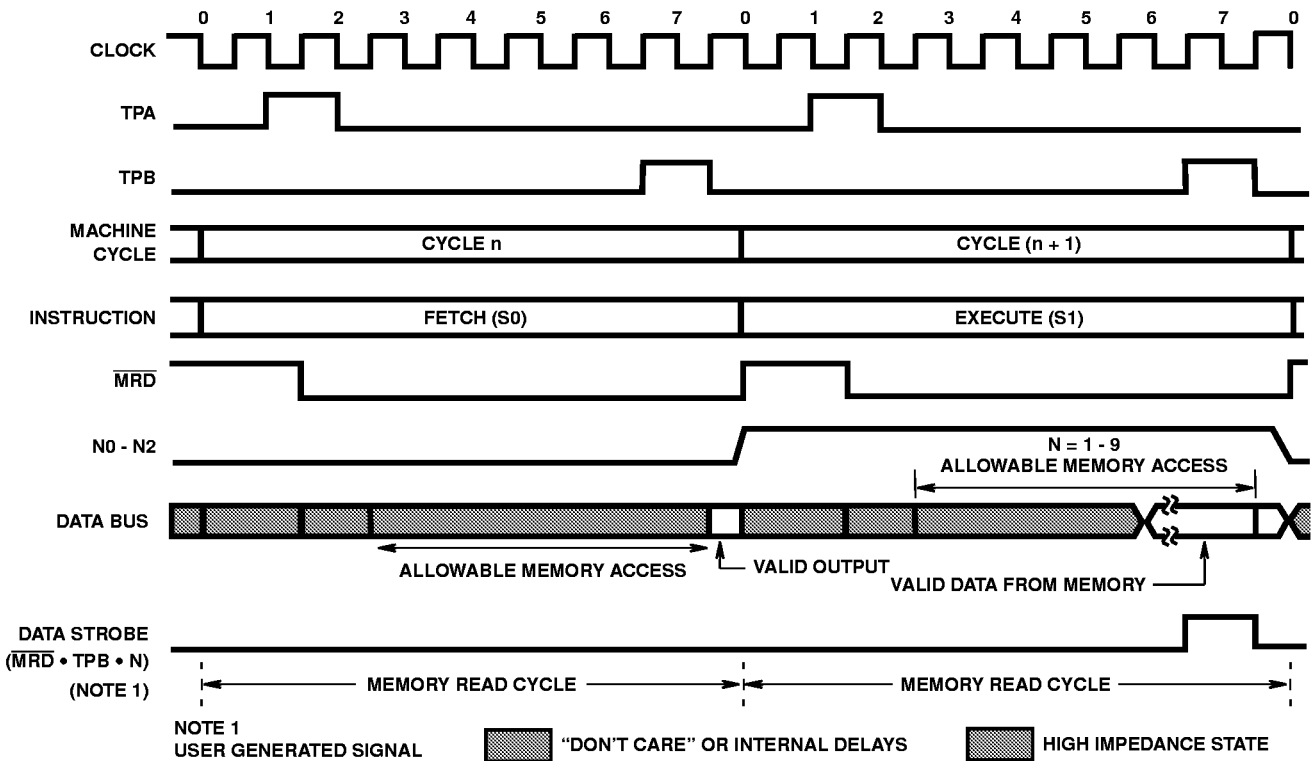 0 1 2 3 4 5 6 7 0 1 2 3 4 5 6 7 0
CLOCK
TPA
TPB
MACHINE
CYCLE
CYCLE n
CYCLE (n + 1)
INSTRUCTION
FETCH (S0)
EXECUTE (S1)
MRD
N0 - N2
N = 1 - 9
ALLOWABLE MEMORY ACCESS
DATA BUS
ALLOWABLE MEMORY ACCESS
VALID OUTPUT
VALID DATA FROM MEMORY
DATA STROBE
(MRD • TPB • N)
(NOTE 1)
MEMORY READ CYCLE
MEMORY READ CYCLE
NOTE 1
USER GENERATED SIGNAL
“DON'T CARE” OR INTERNAL DELAYS
HIGH IMPEDANCE STATE